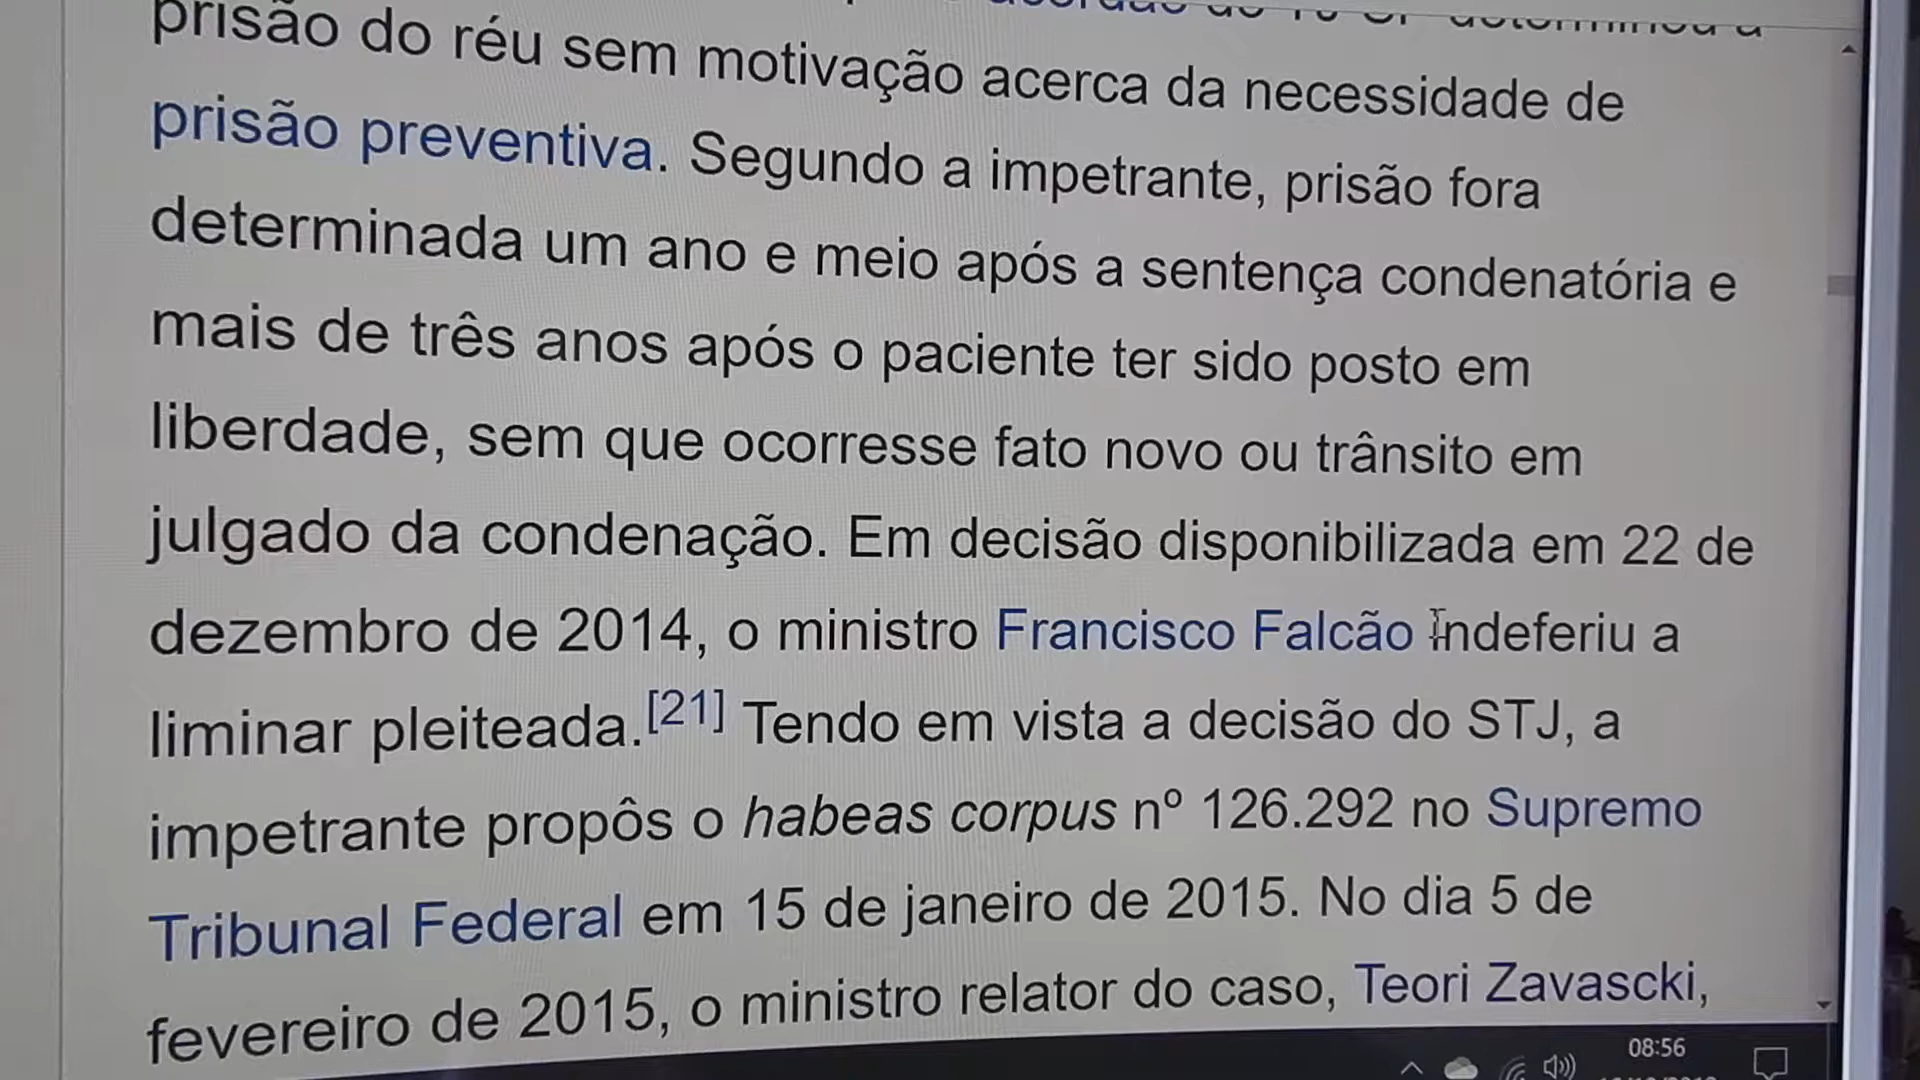 prisão do réu sem motivação acerca da necessidade de
prisão preventiva. Segundo a impetrante, prisão fora
determinada um ano e meio após a sentença condenatória e
mais de três anos após o paciente ter sido posto em
liberdade, sem que ocorresse fato novo ou trânsito em
julgado da condenação. Em decisão disponibilizada em 22 de
dezembro de 2014, o ministro Francisco Falcão indeferiu a
liminar pleiteada.[21] Tendo em vista a decisão do STJ, a
impetrante propôs o habeas corpus nº 126.292 no Supremo
Tribunal Federal em 15 de janeiro de 2015. No dia 5 de
fevereiro de 2015, o ministro relator do caso, Teori Zavascki,
08:56